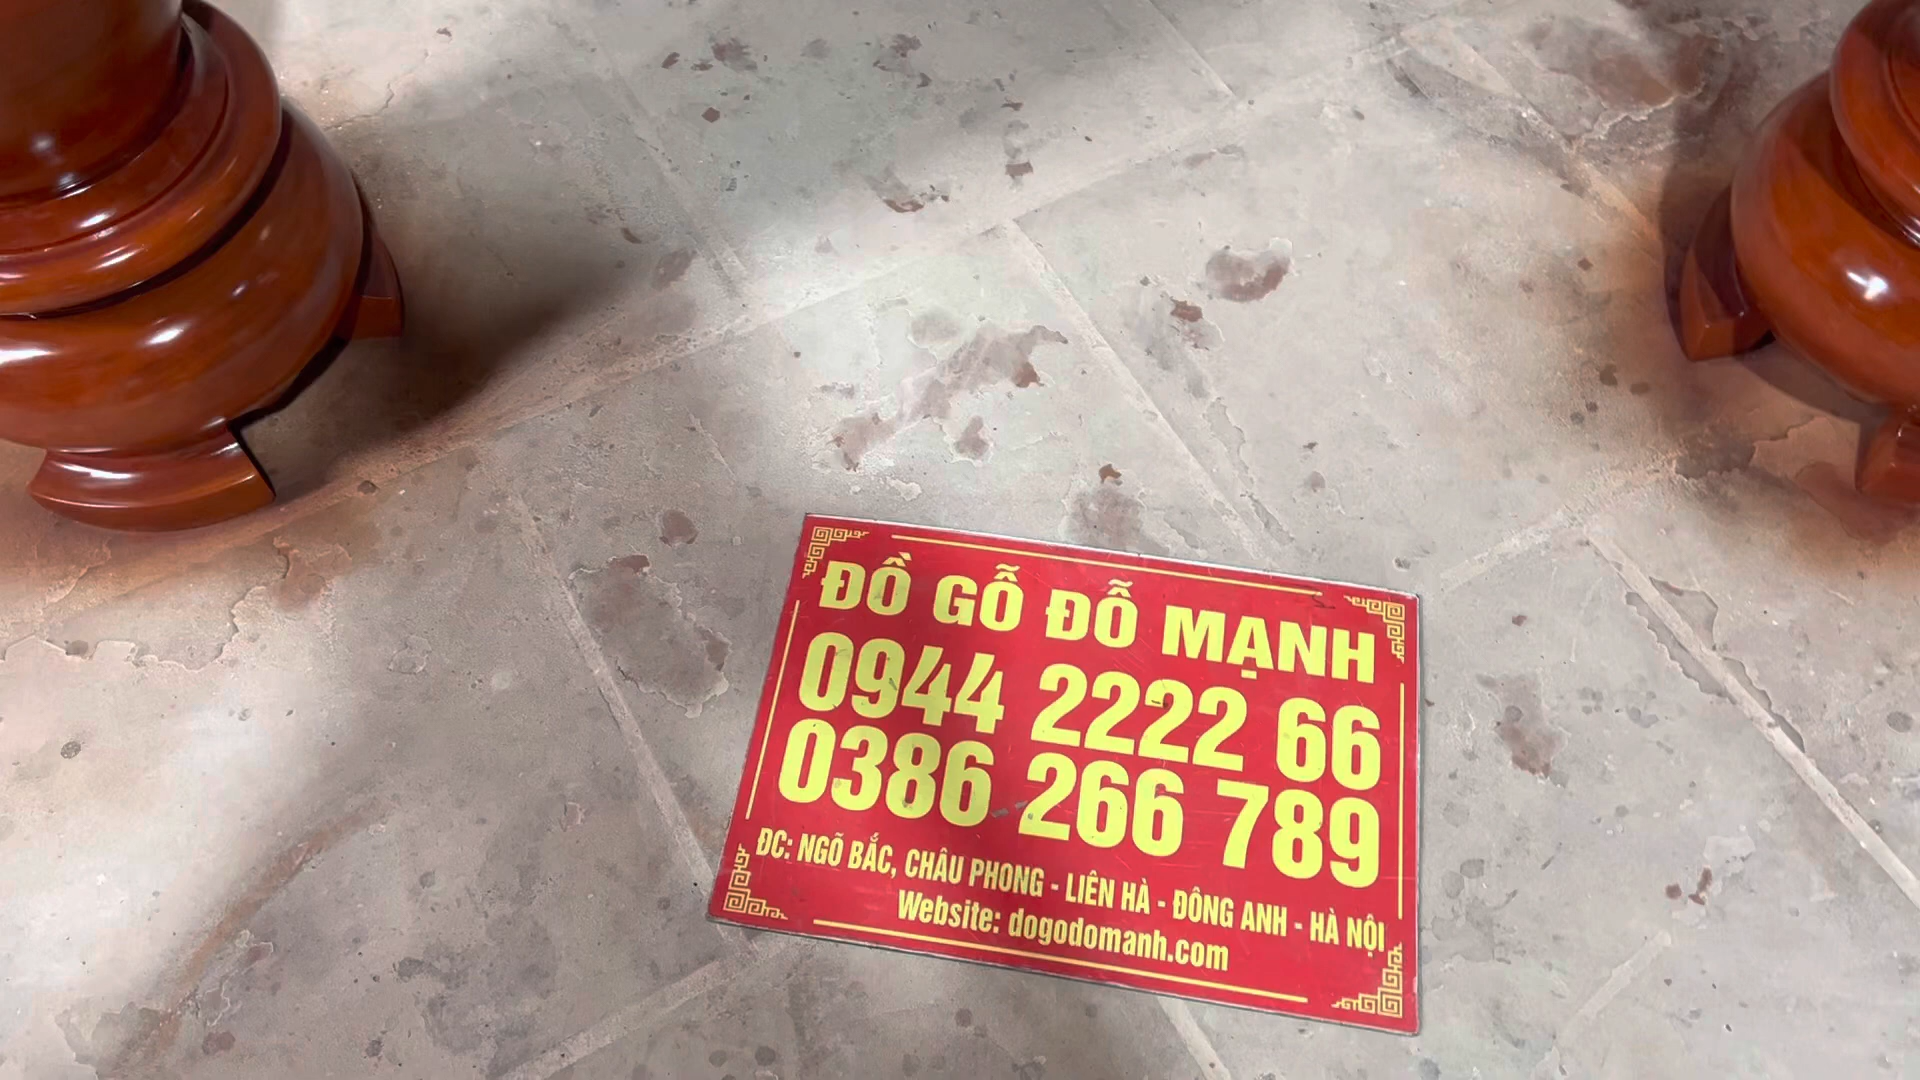 ĐỒ GỖ ĐỖ MẠNH
0944 2222 66
0386 266 789
ĐC: NGÕ BẮC, CHÂU PHONG - LIÊN HÀ - ĐÔNG ANH - HÀ NỘI
Website: dogodomanh.com